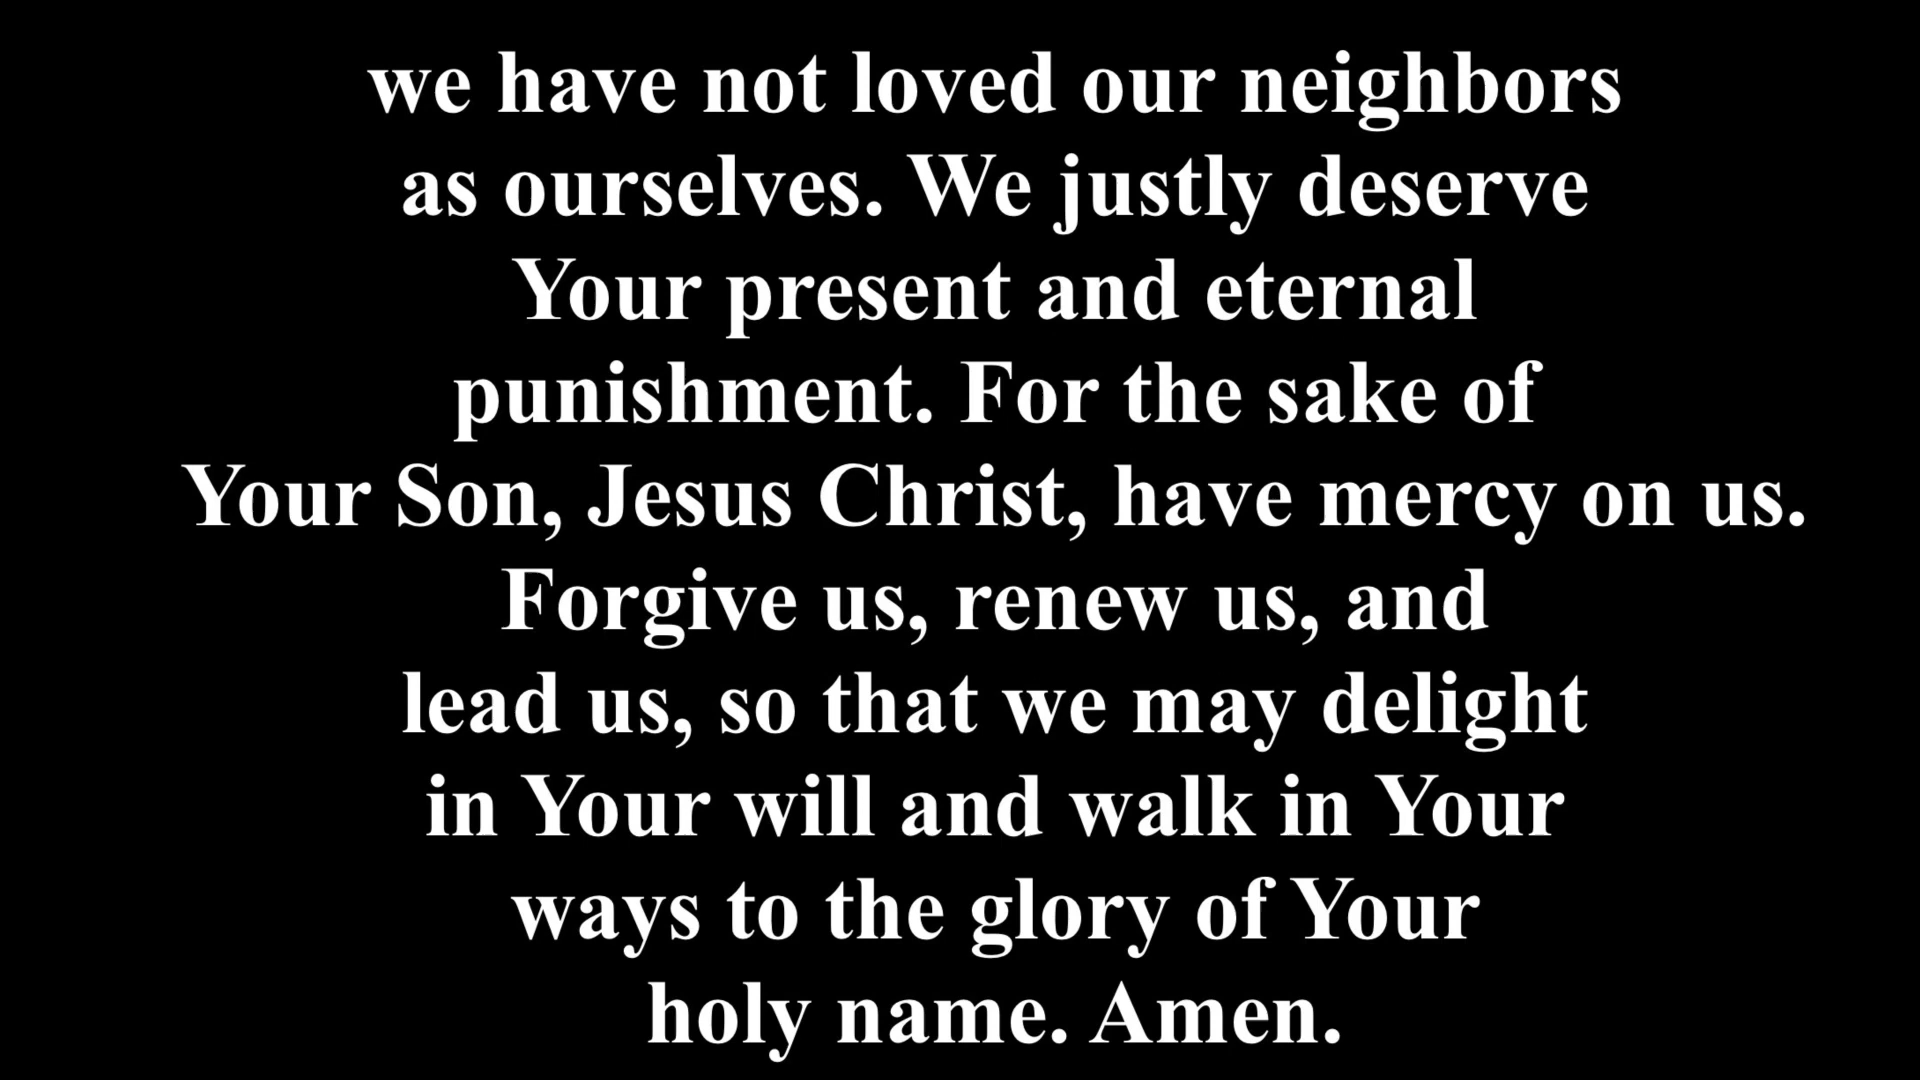 we have not loved our neighbors
as ourselves. We justly deserve
Your present and eternal
punishment. For the sake of
Your Son, Jesus Christ, have mercy on us.
Forgive us, renew us, and
lead us, so that we may delight
in Your will and walk in Your
ways to the glory of Your
holy name. Amen.